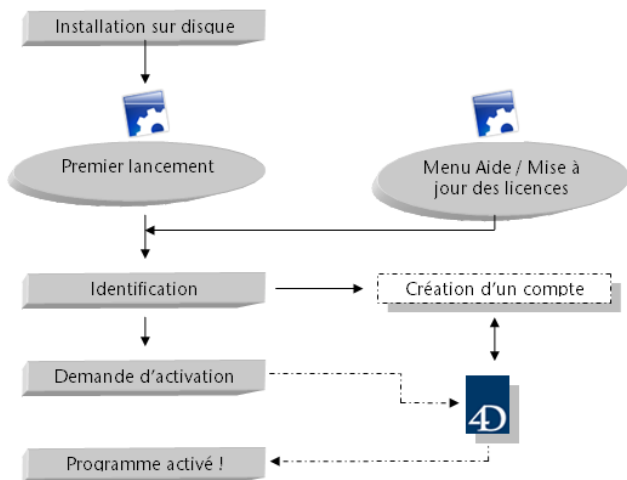 Installation sur disque
Premier lancement
Menu Aide / Mise à
jour des licences
Identification
Création d'un compte
Demande d'activation
4D
Programme activé !